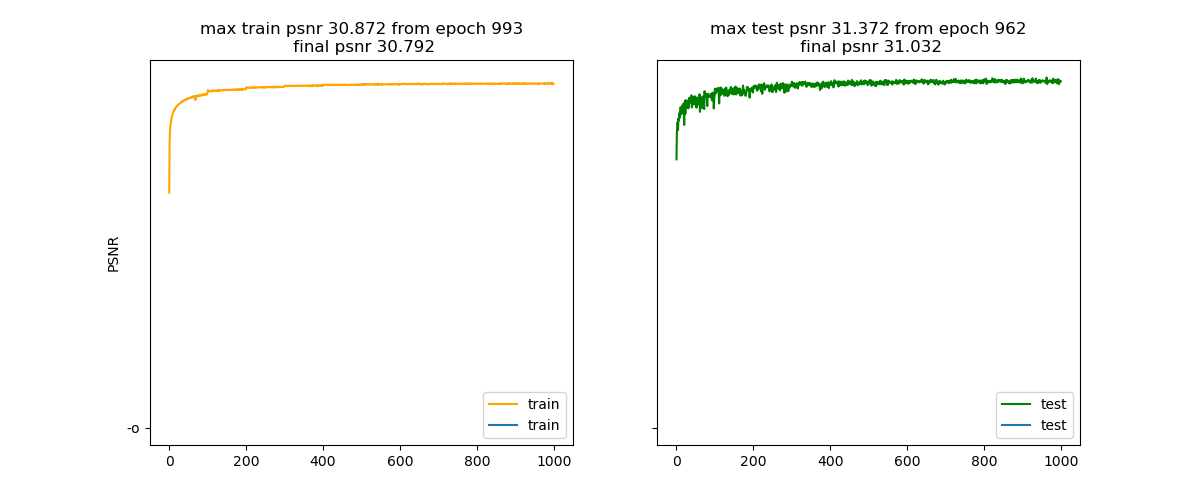 max train psnr 30.872 from epoch 993
final psnr 30.792
max test psnr 31.372 from epoch 962
final psnr 31.032
PSNR
-o
train
train
test
test
0 200 400 600 800 1000
0 200 400 600 800 1000